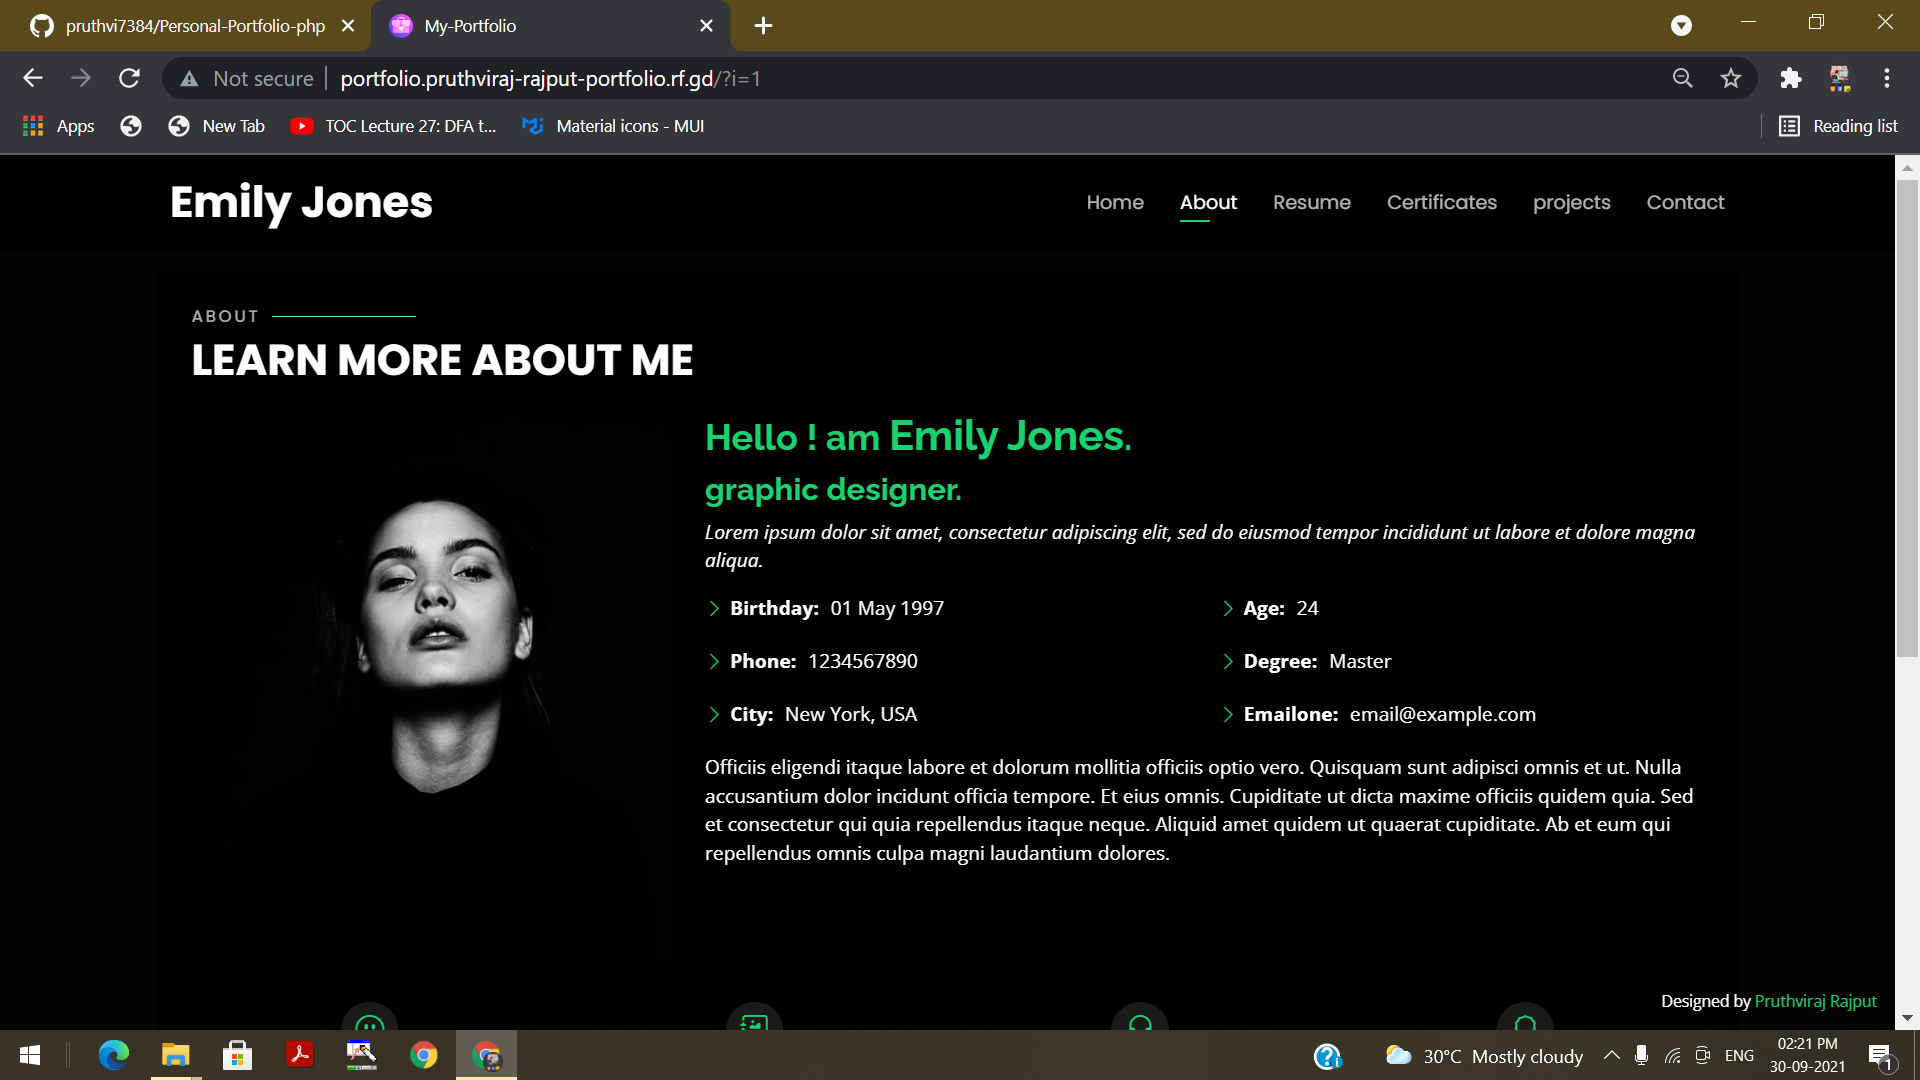 pruthvi7384/Personal-Portfolio-php
My-Portfolio
Not secure
portfolio.pruthviraj-rajput-portfolio.rf.gd/?i=1
Apps
New Tab
TOC Lecture 27: DFA t...
Material icons - MUI
Reading list
Emily Jones
Home
About
Resume
Certificates
projects
Contact
ABOUT
LEARN MORE ABOUT ME
Hello ! am Emily Jones.
graphic designer.
Lorem ipsum dolor sit amet, consectetur adipiscing elit, sed do eiusmod tempor incididunt ut labore et dolore magna
aliqua.
Birthday: 01 May 1997
Age: 24
Phone: 1234567890
Degree: Master
City: New York, USA
Emailone: email@example.com
Officiis eligendi itaque labore et dolorum mollitia officiis optio vero. Quisquam sunt adipisci omnis et ut. Nulla
accusantium dolor incidunt officia tempore. Et eius omnis. Cupiditate ut dicta maxime officiis quidem quia. Sed
et consectetur qui quia repellendus itaque neque. Aliquid amet quidem ut quaerat cupiditate. Ab et eum qui
repellendus omnis culpa magni laudantium dolores.
Designed by Pruthviraj Rajput
30°C Mostly cloudy
ENG
02:21 PM
30-09-2021
1